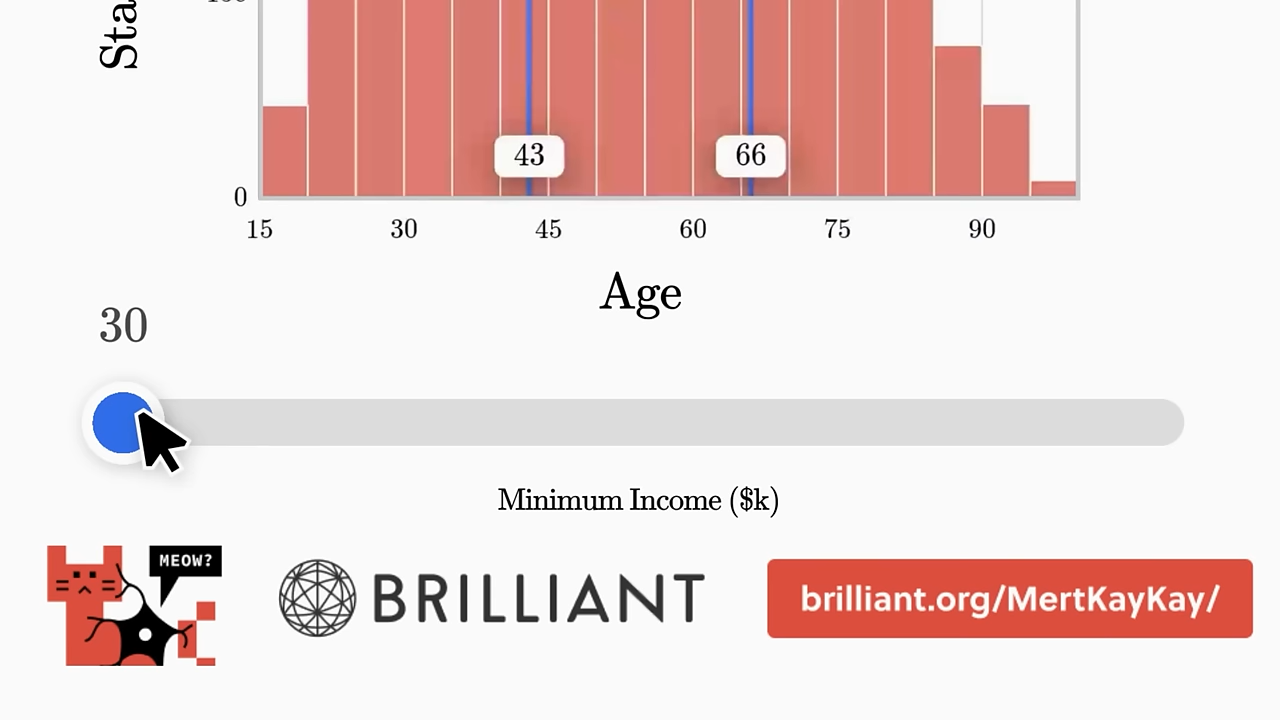 Sta
43
66
0
15 30 45 60 75 90
Age
30
Minimum Income ($k)
MEOW?
BRILLIANT
brilliant.org/MertKayKay/